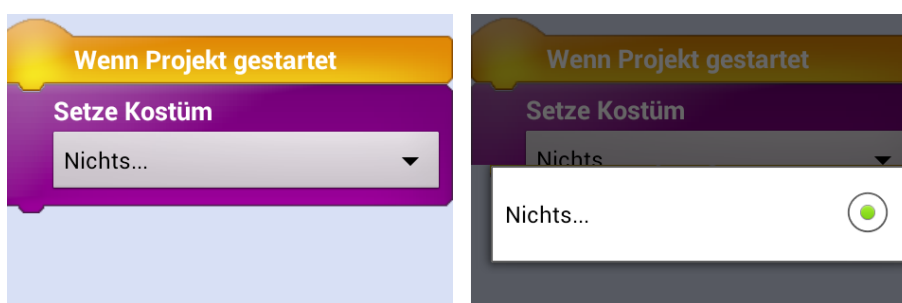 Wenn Projekt gestartet
Setze Kostüm
Nichts...
Wenn Projekt gestartet
Setze Kostüm
Nichts
Nichts...